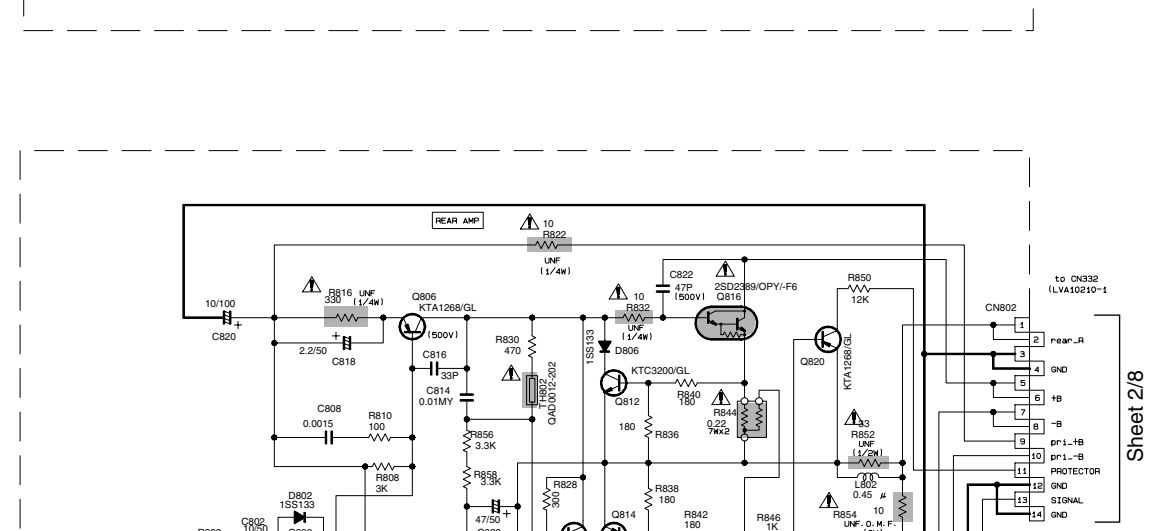 REAR AMP
10
R822
UNF
(1/4W)
to CN332
(LVA10210-1
R816
330
UNF
(1/4W)
Q806
KTA1268/GL
(500V)
10/100
C820
2.2/50
C818
C816
33P
C814
0.01MY
R830
470
TH802
QAD0012-202
1SS133
D806
10
R832
UNF
(1/4W)
C822
47P
(500V)
2SD2389/OPY/-F6
Q816
R850
12K
Q820
KTA1268/GL
CN802
1
2
3
4
5
6
7
8
9
10
11
12
13
14
rear_R
GND
+B
-B
pri_+B
pri_-B
PROTECTOR
GND
SIGNAL
GND
Sheet 2/8
KTC3200/GL
Q812
R840
180
R844
0.22
7Wx2
180
R836
33
R852
UNF
(1/2W)
L802
0.45 μ
10
R854
UNF.O.M.F.
C808
0.0015
R810
100
R808
3K
R856
3.3K
R858
3.3K
R828
300
R838
180
R842
180
R846
1K
D802
1SS133
C802
10/50
47/50
Q814